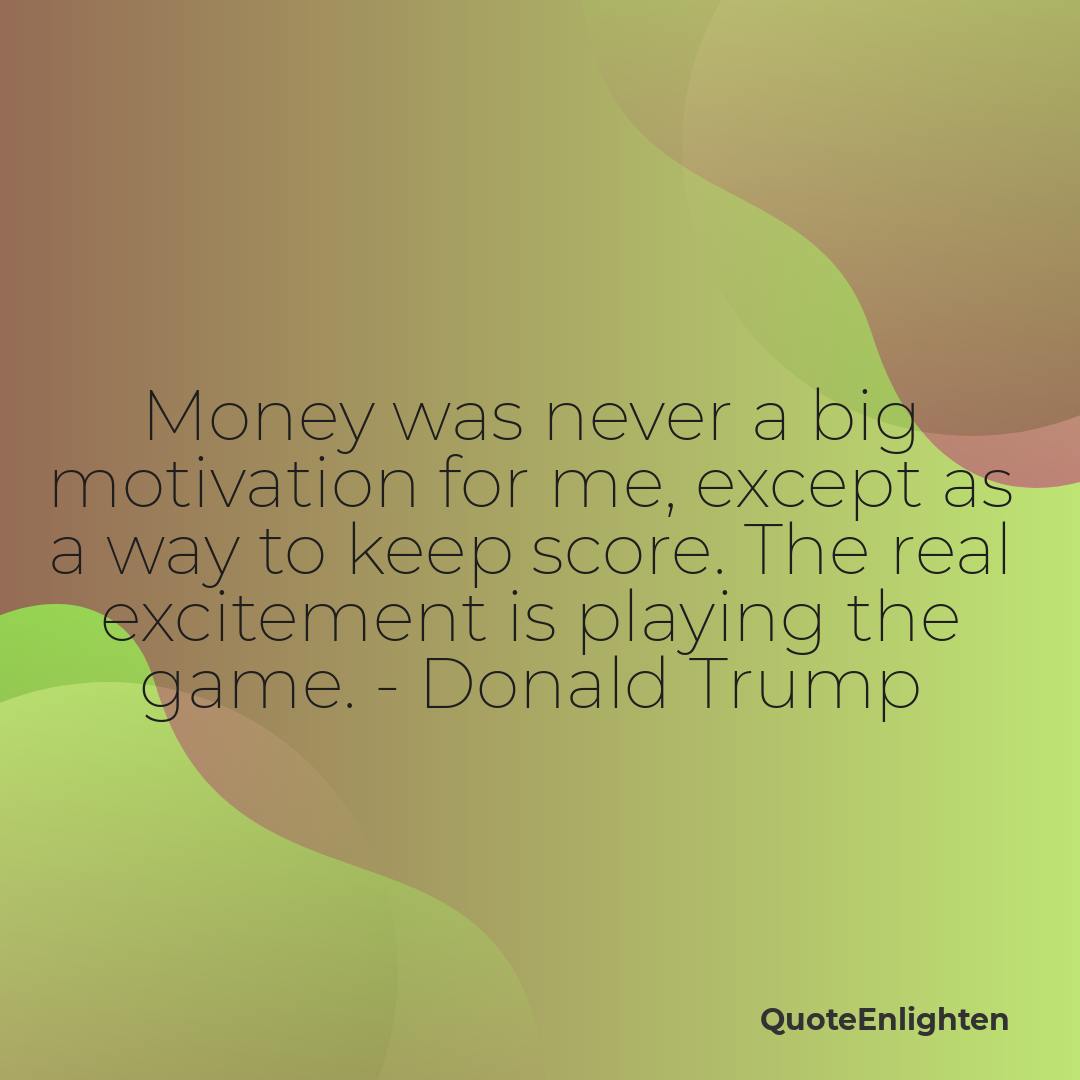 Money was never a big
motivation for me, except as
a way to keep score. The real
excitement is playing the
game. - Donald Trump
QuoteEnlighten